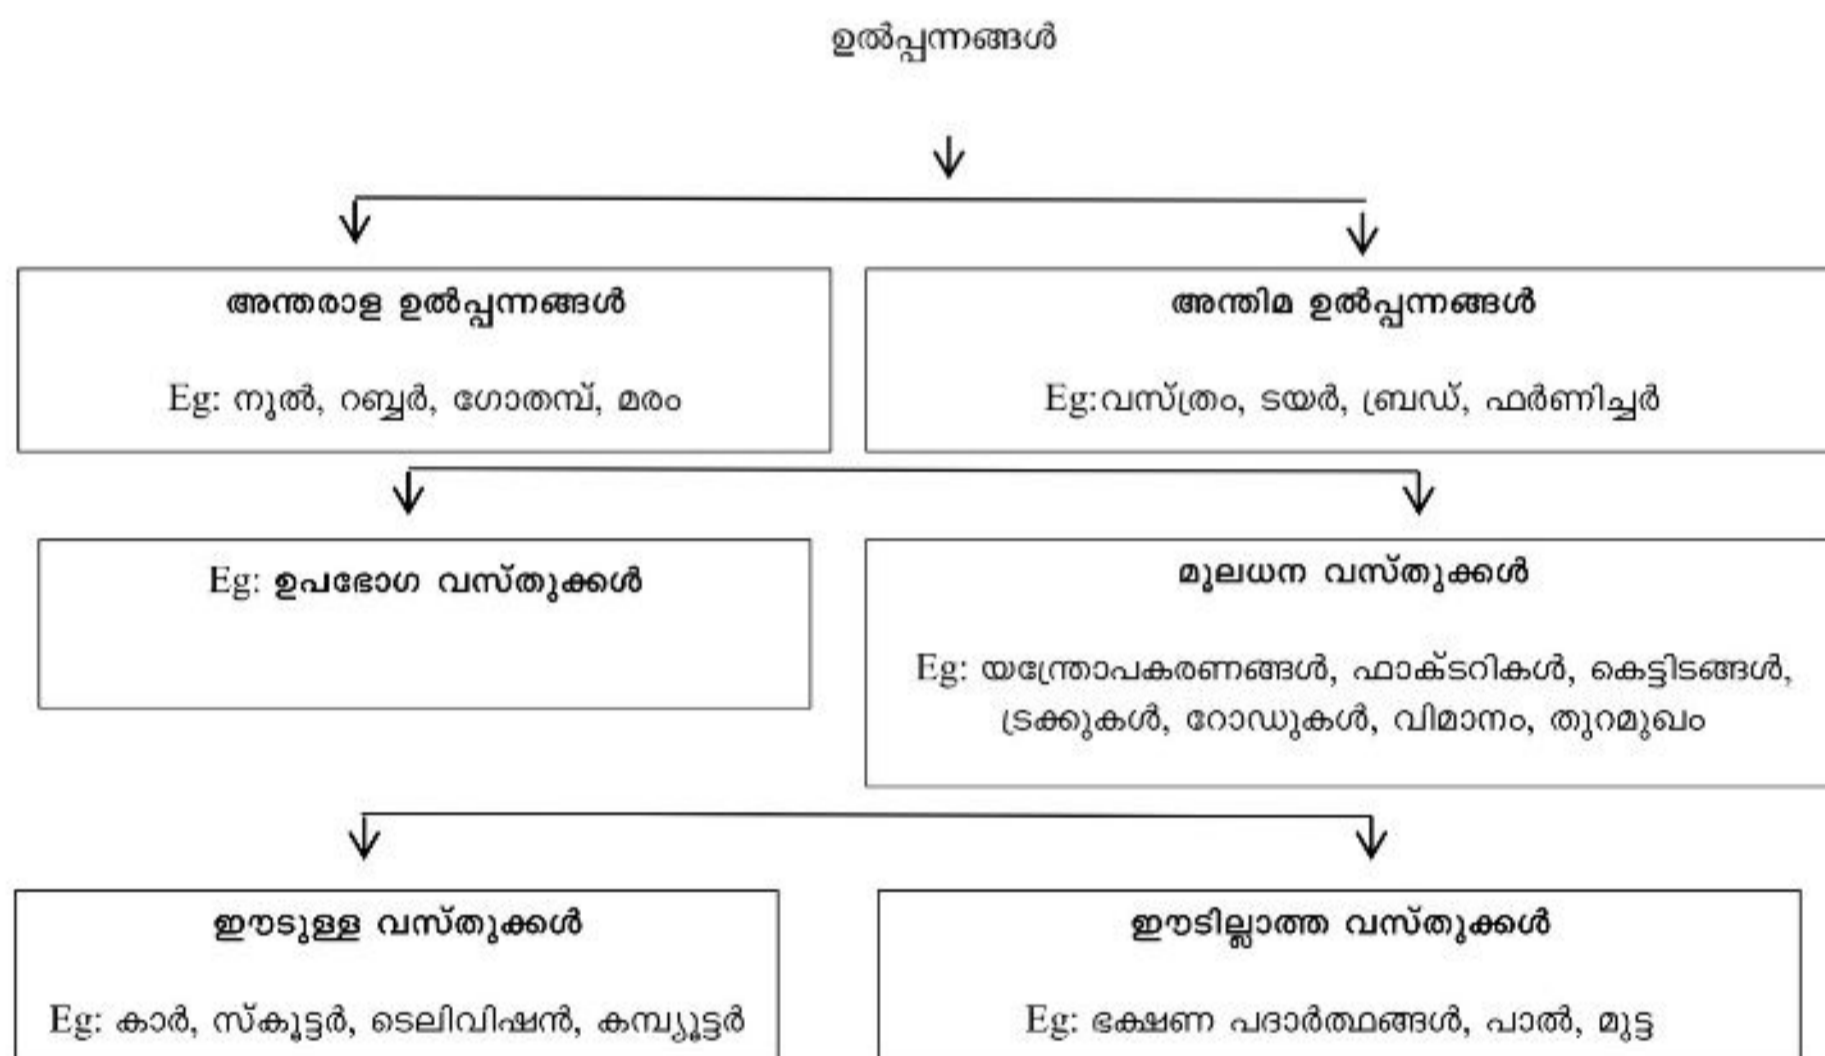 ഉൽപ്പന്നങ്ങൾ
അന്തരാള ഉൽപ്പന്നങ്ങൾ
Eg: നൂൽ, റബ്ബർ, ഗോതമ്പ്, മരം
അന്തിമ ഉൽപ്പന്നങ്ങൾ
Eg:വസ്ത്രം, ടയർ, ബ്രഡ്, ഫർണിച്ചർ
Eg: ഉപഭോഗ വസ്തുക്കൾ
മൂലധന വസ്തുക്കൾ
Eg: യന്ത്രോപകരണങ്ങൾ, ഫാക്ടറികൾ, കെട്ടിടങ്ങൾ,
ട്രക്കുകൾ, റോഡുകൾ, വിമാനം, തുറമുഖം
ഈടുള്ള വസ്തുക്കൾ
Eg: കാർ, സ്കൂട്ടർ, ടെലിവിഷൻ, കമ്പ്യൂട്ടർ
ഈടില്ലാത്ത വസ്തുക്കൾ
Eg: ഭക്ഷണ പദാർത്ഥങ്ങൾ, പാൽ, മുട്ട